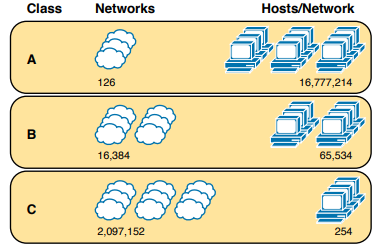 Class Networks Hosts/Network
A
126 16,777,214
B
16,384 65,534
C
2,097,152 254